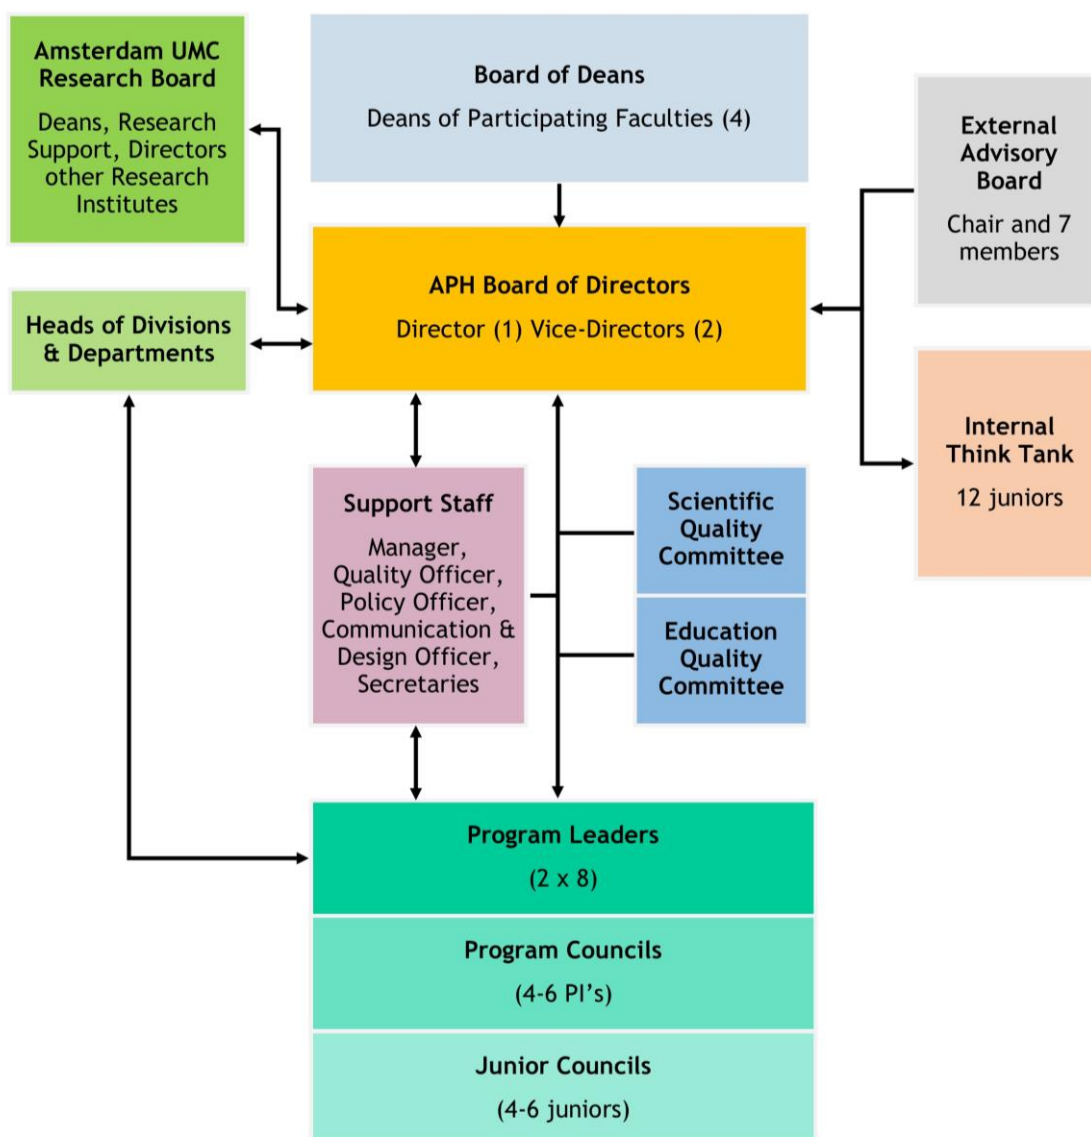 Amsterdam UMC
Research Board
Deans, Research
Support, Directors
other Research
Institutes
Board of Deans
Deans of Participating Faculties (4)
External
Advisory
Board
Chair and 7
members
APH Board of Directors
Director (1) Vice-Directors (2)
Heads of Divisions
& Departments
Internal
Think Tank
12 juniors
Support Staff
Manager,
Quality Officer,
Policy Officer,
Communication &
Design Officer,
Secretaries
Scientific
Quality
Committee
Education
Quality
Committee
Program Leaders
(2 x 8)
Program Councils
(4-6 PI’s)
Junior Councils
(4-6 juniors)